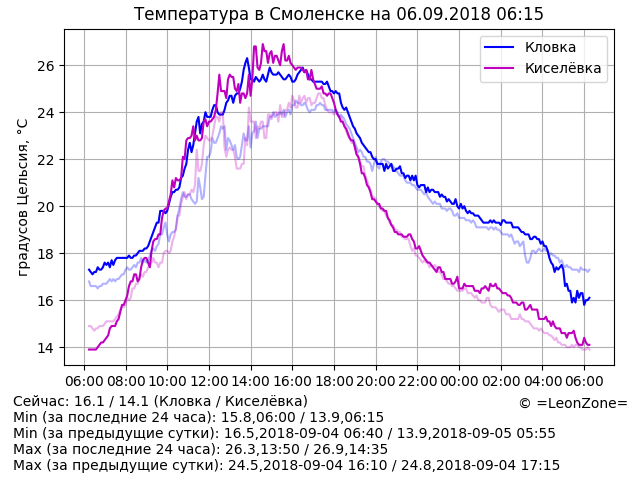 Температура в Смоленске на 06.09.2018 06:15
Кловка
Киселёвка
градусов Цельсия, °C
26
24
22
20
18
16
14
06:00 08:00 10:00 12:00 14:00 16:00 18:00 20:00 22:00 00:00 02:00 04:00 06:00
Сейчас: 16.1 / 14.1 (Кловка / Киселёвка)
© =LeonZone=
Min (за последние 24 часа): 15.8,06:00 / 13.9,06:15
Min (за предыдущие сутки): 16.5,2018-09-04 06:40 / 13.9,2018-09-05 05:55
Max (за последние 24 часа): 26.3,13:50 / 26.9,14:35
Max (за предыдущие сутки): 24.5,2018-09-04 16:10 / 24.8,2018-09-04 17:15